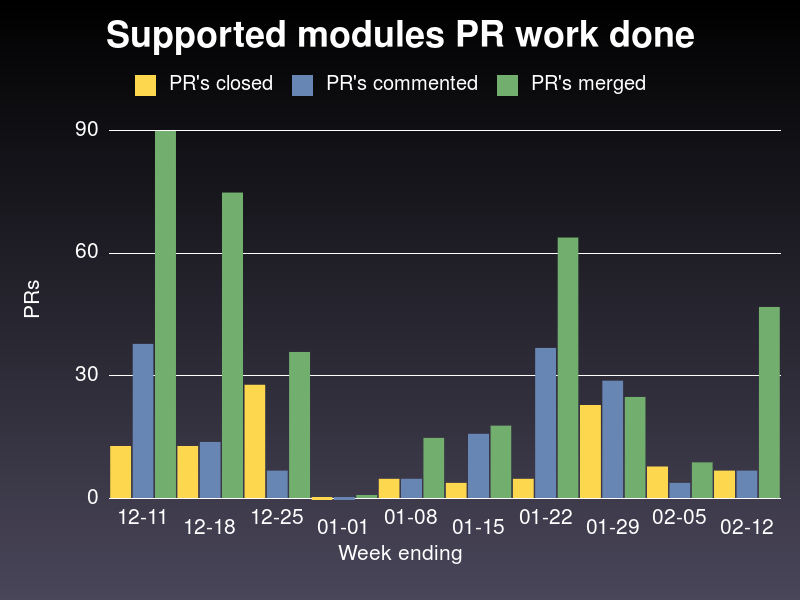 Supported modules PR work done
PR's closed PR's commented PR's merged
90
60
30
0
PRs
12-11 12-18 12-25 01-01 01-08 01-15 01-22 01-29 02-05 02-12
Week ending